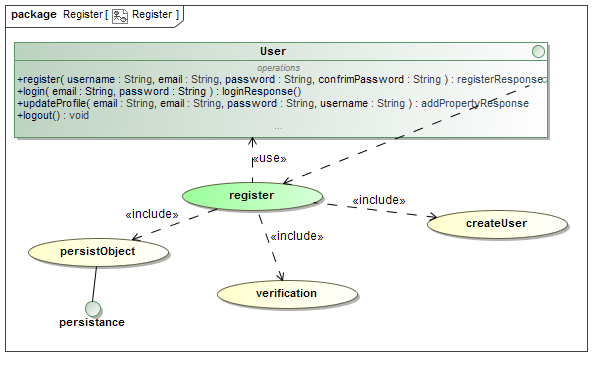 package Register [ Register ]
User
operations
+register( username : String, email : String, password : String, confrimPassword : String ) : registerResponse
+login( email : String, password : String ) : loginResponse()
+updateProfile( email : String, email : String, password : String, username : String ) : addPropertyResponse
+logout() : void
...
«use»
register
«include»
createUser
«include»
«include»
persistObject
verification
persistance